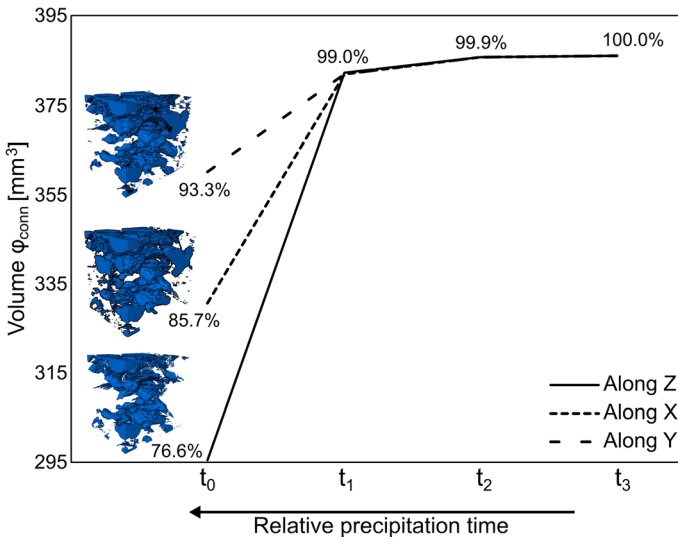 Volume φconn [mm³]
395
375
355
335
315
295
99.0%
99.9%
100.0%
93.3%
85.7%
76.6%
Along Z
Along X
Along Y
t₀
t₁
t₂
t₃
Relative precipitation time